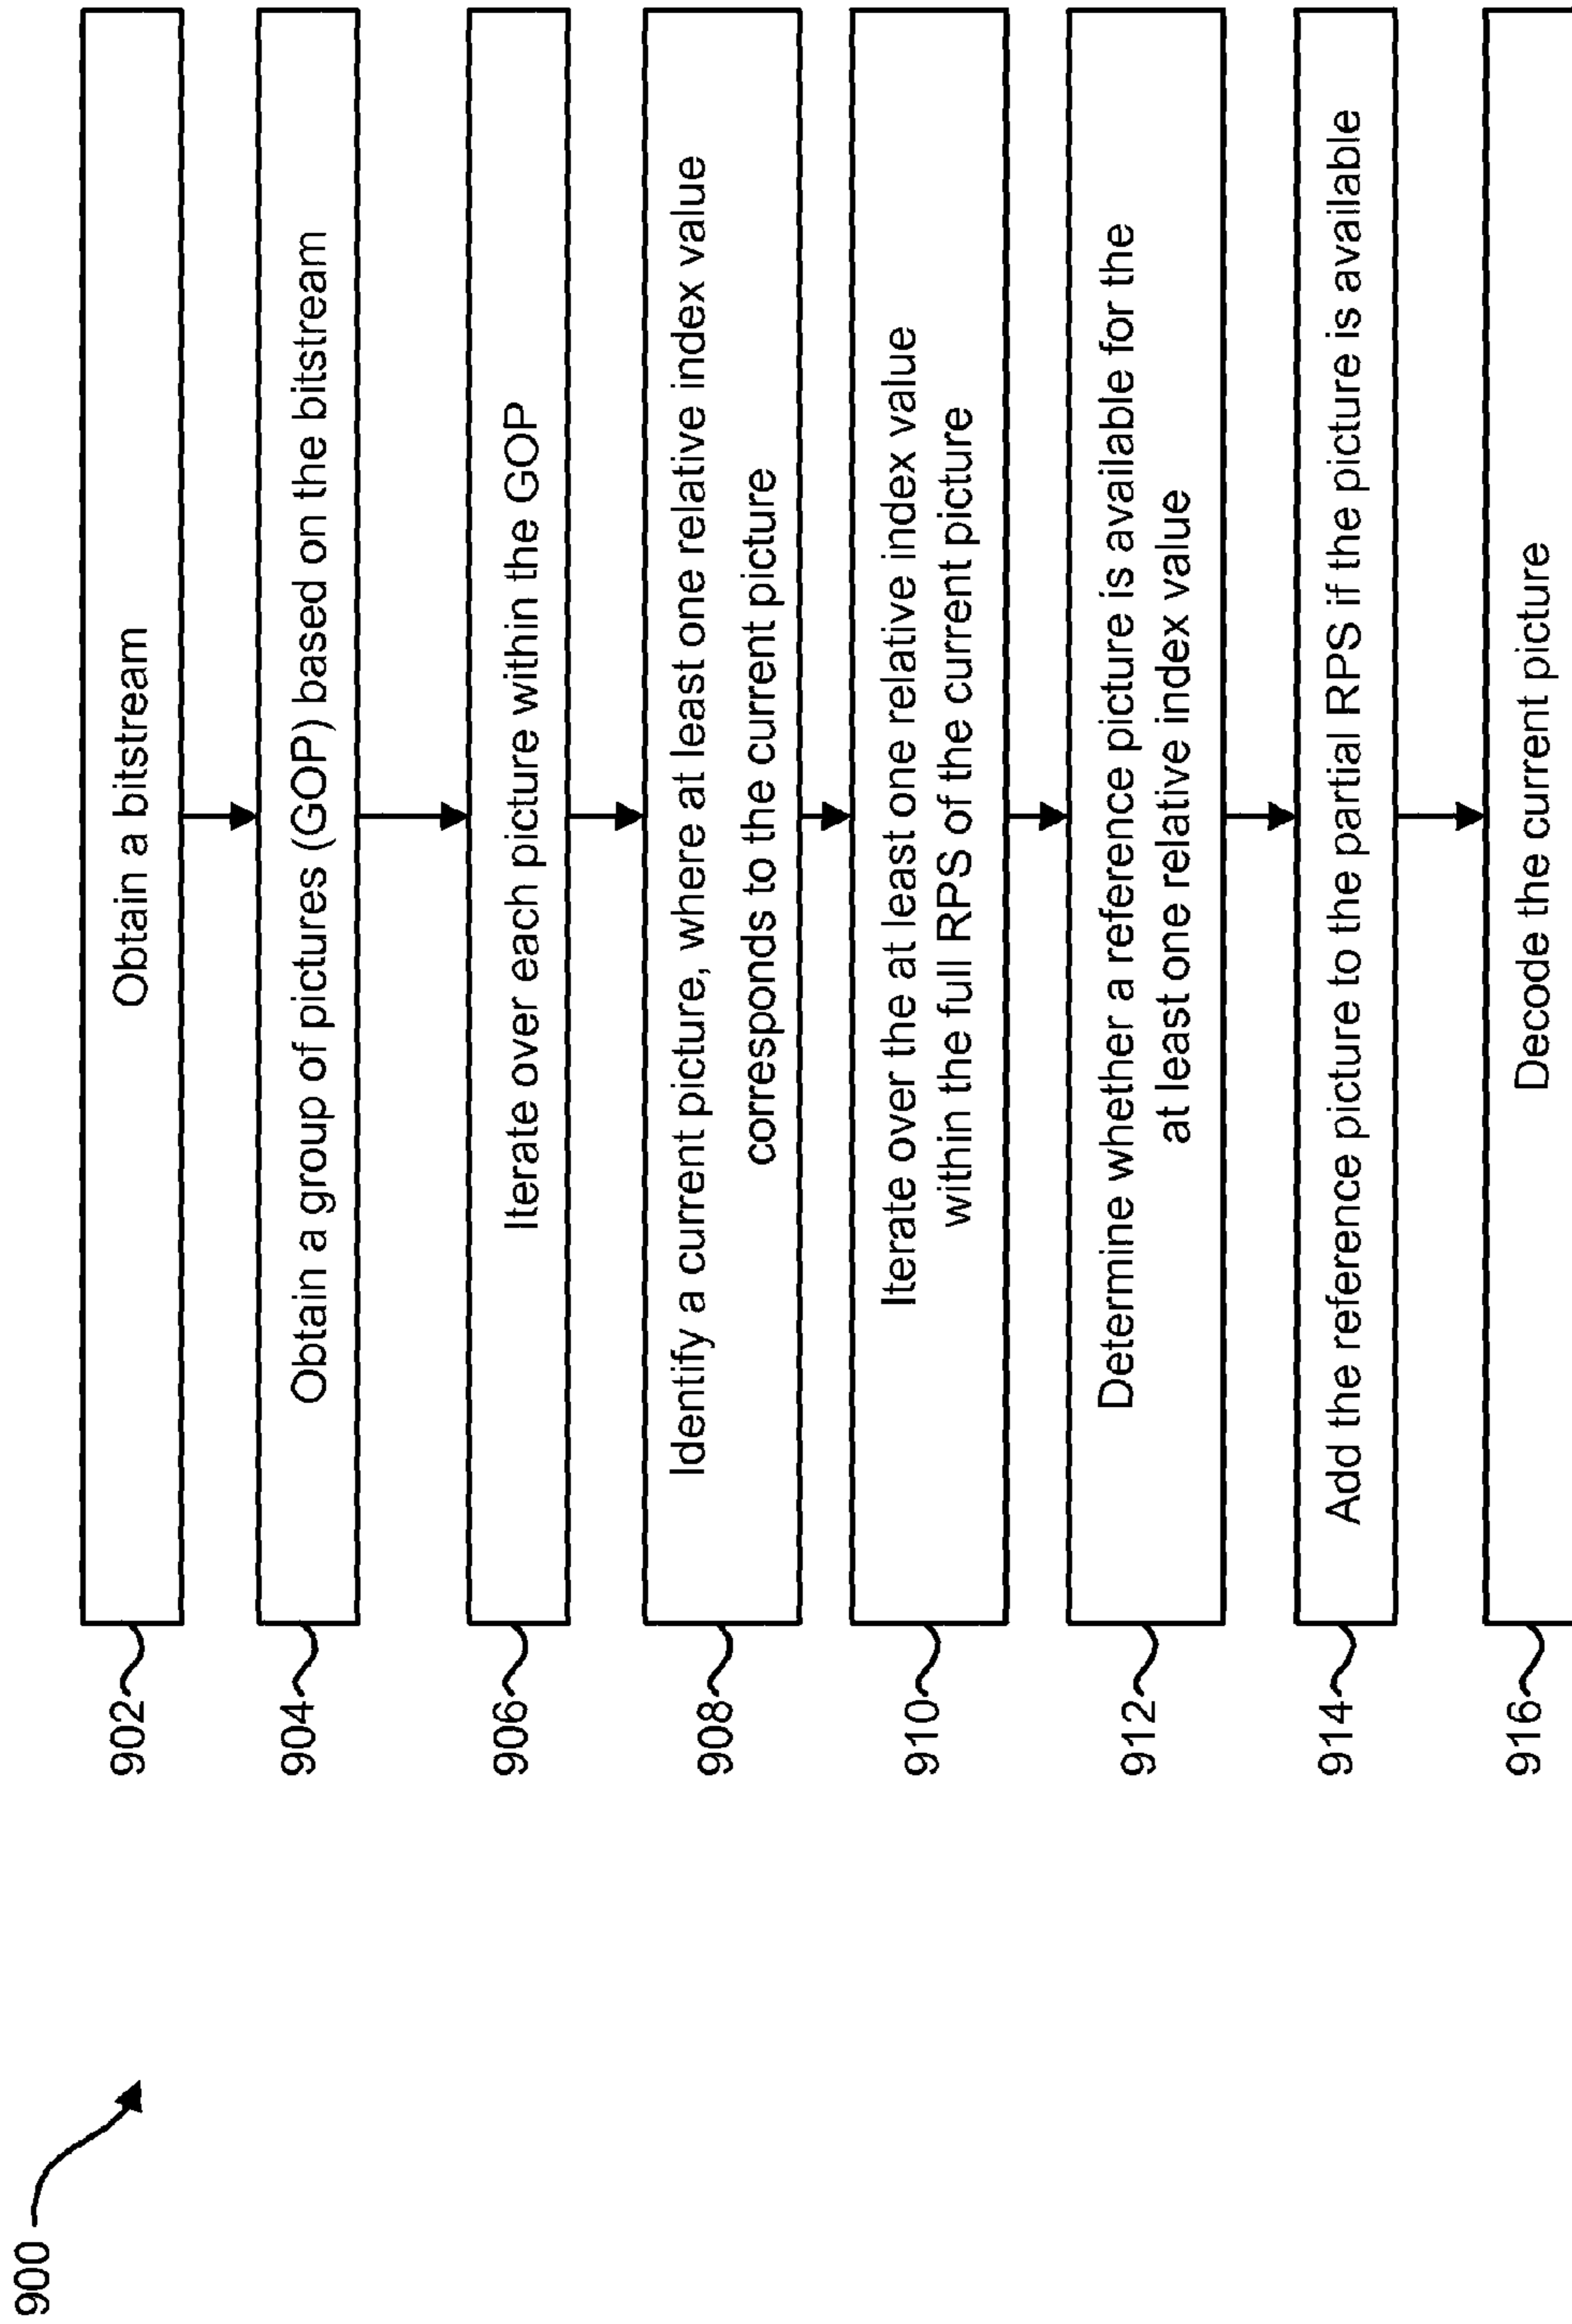 900
902
Obtain a bitstream
904
Obtain a group of pictures (GOP) based on the bitstream
906
Iterate over each picture within the GOP
908
Identify a current picture, where at least one relative index value
corresponds to the current picture
910
Iterate over the at least one relative index value
within the full RPS of the current picture
912
Determine whether a reference picture is available for the
at least one relative index value
914
Add the reference picture to the partial RPS if the picture is available
916
Decode the current picture